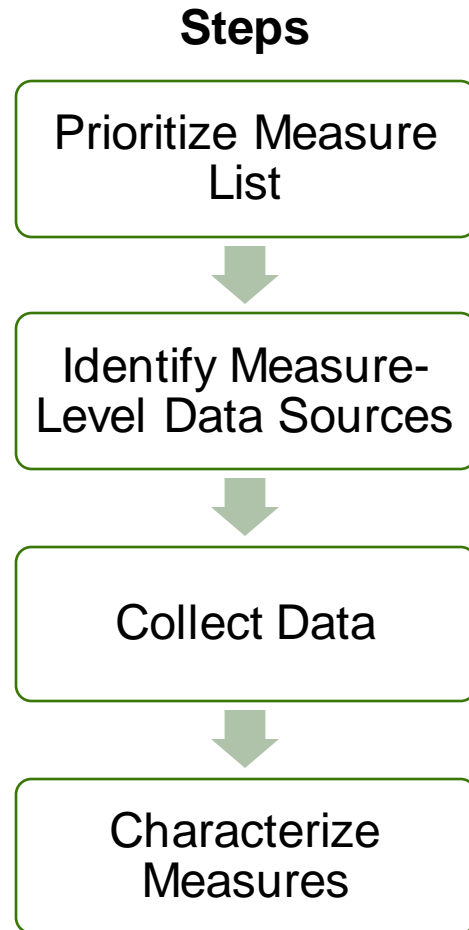 Steps
Prioritize Measure
List
Identify Measure-
Level Data Sources
Collect Data
Characterize
Measures